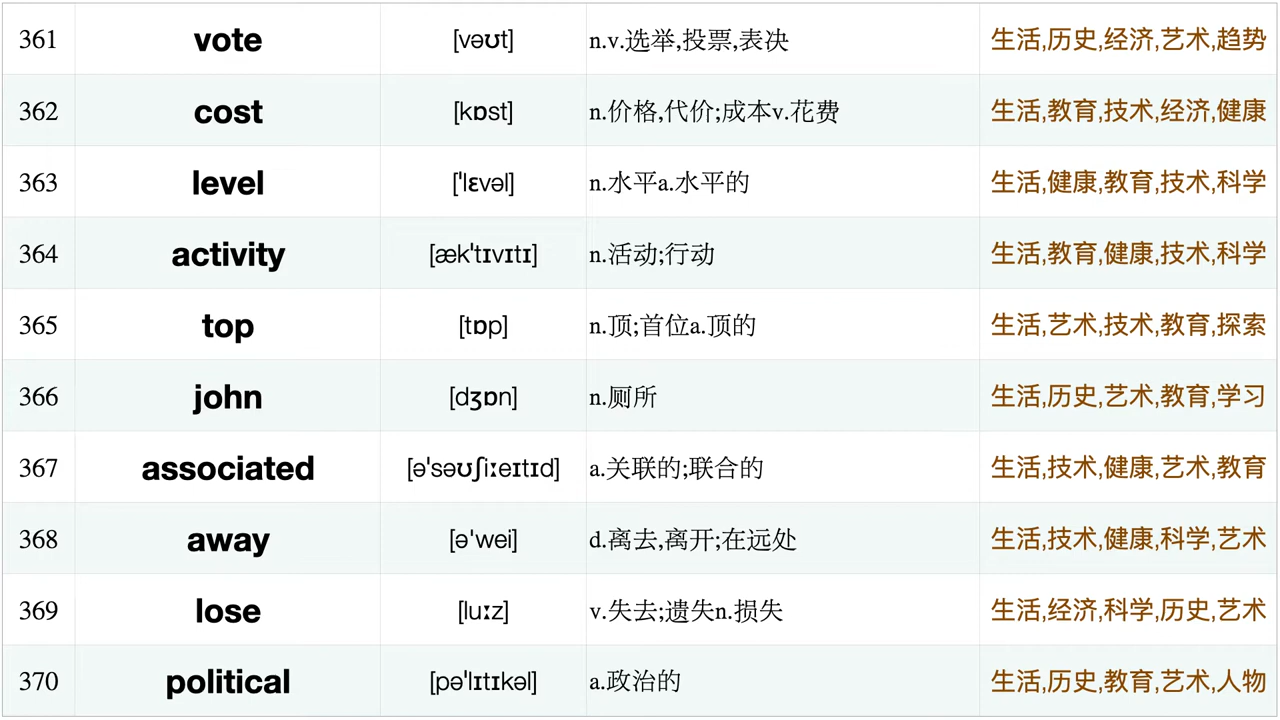 361 vote [vəʊt] n.v.选举,投票,表决 生活,历史,经济,艺术,趋势
362 cost [kɒst] n.价格,代价;成本v.花费 生活,教育,技术,经济,健康
363 level ['lɛvəl] n.水平a.水平的 生活,健康,教育,技术,科学
364 activity [æk'tɪvɪtɪ] n.活动;行动 生活,教育,健康,技术,科学
365 top [tɒp] n.顶;首位a.顶的 生活,艺术,技术,教育,探索
366 john [dʒɒn] n.厕所 生活,历史,艺术,教育,学习
367 associated [ə'səʊʃiːeɪtɪd] a.关联的;联合的 生活,技术,健康,艺术,教育
368 away [ə'wei] d.离去,离开;在远处 生活,技术,健康,科学,艺术
369 lose [luːz] v.失去;遗失n.损失 生活,经济,科学,历史,艺术
370 political [pə'lɪtɪkəl] a.政治的 生活,历史,教育,艺术,人物